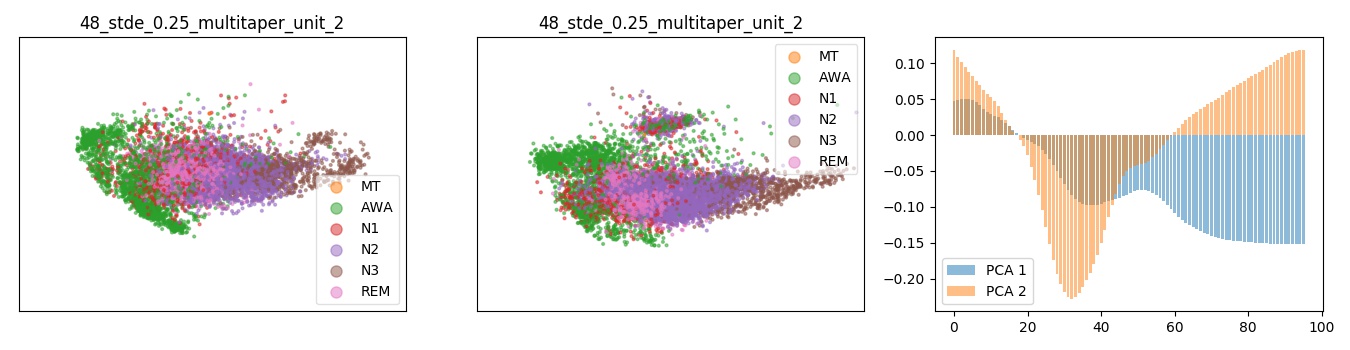 48_stde_0.25_multitaper_unit_2
MT
AWA
N1
N2
N3
REM
48_stde_0.25_multitaper_unit_2
MT
AWA
N1
N2
N3
REM
0.10
0.05
0.00
−0.05
−0.10
−0.15
−0.20
PCA 1
PCA 2
0 20 40 60 80 100